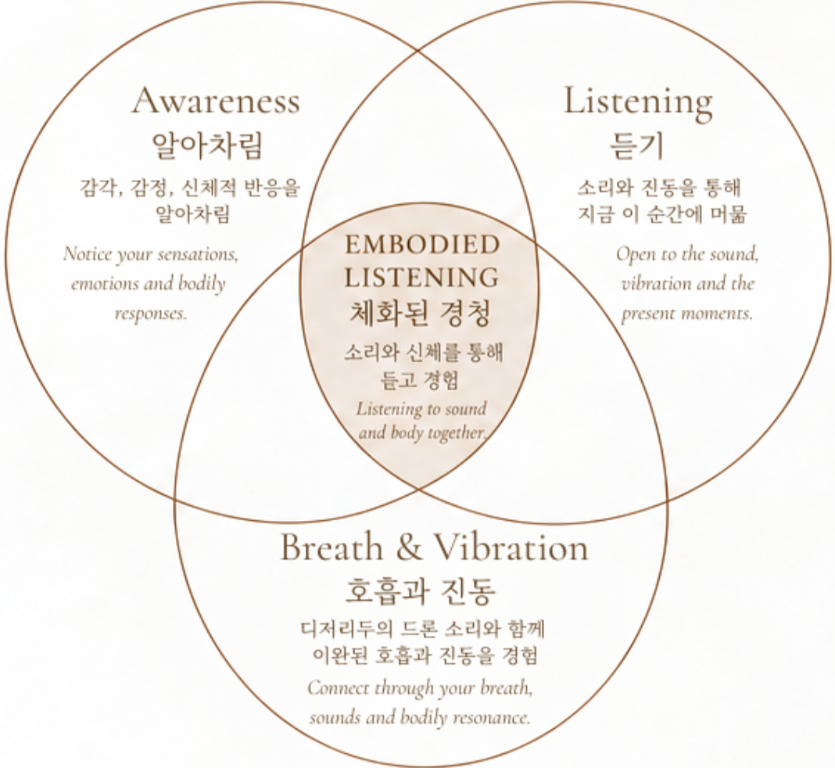 Awareness
알아차림
감각, 감정, 신체적 반응을
알아차림
Notice your sensations,
emotions and bodily
responses.
Listening
듣기
소리와 진동을 통해
지금 이 순간에 머묾
Open to the sound,
vibration and the
present moments.
EMBODIED
LISTENING
체화된 경청
소리와 신체를 통해
듣고 경험
Listening to sound
and body together.
Breath & Vibration
호흡과 진동
디저리두의 드론 소리와 함께
이완된 호흡과 진동을 경험
Connect through your breath,
sounds and bodily resonance.